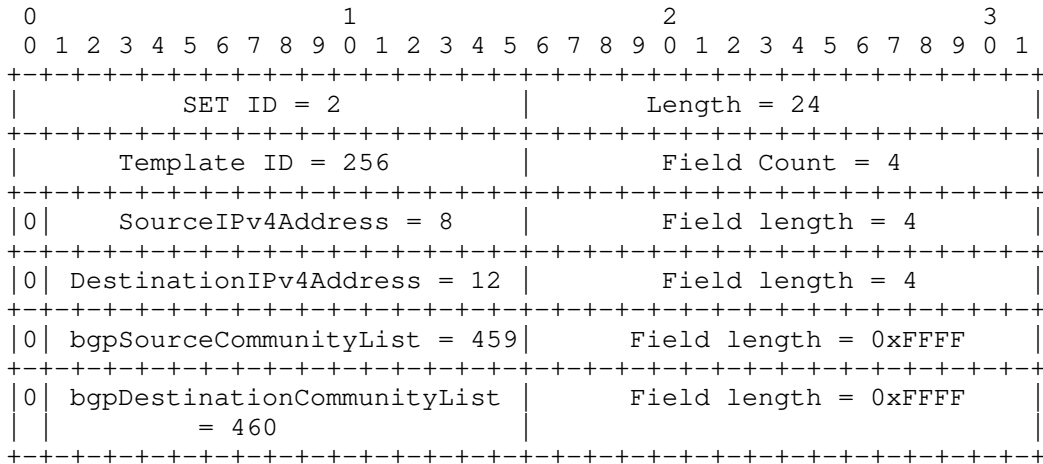 0                   1                   2                   3
 0 1 2 3 4 5 6 7 8 9 0 1 2 3 4 5 6 7 8 9 0 1 2 3 4 5 6 7 8 9 0 1
+-+-+-+-+-+-+-+-+-+-+-+-+-+-+-+-+-+-+-+-+-+-+-+-+-+-+-+-+-+-+-+-+
|          SET ID = 2           |       Length = 24             |
+-+-+-+-+-+-+-+-+-+-+-+-+-+-+-+-+-+-+-+-+-+-+-+-+-+-+-+-+-+-+-+-+
|      Template ID = 256        |        Field Count = 4        |
+-+-+-+-+-+-+-+-+-+-+-+-+-+-+-+-+-+-+-+-+-+-+-+-+-+-+-+-+-+-+-+-+
|0|    SourceIPv4Address = 8    |        Field length = 4       |
+-+-+-+-+-+-+-+-+-+-+-+-+-+-+-+-+-+-+-+-+-+-+-+-+-+-+-+-+-+-+-+-+
|0| DestinationIPv4Address = 12 |        Field length = 4       |
+-+-+-+-+-+-+-+-+-+-+-+-+-+-+-+-+-+-+-+-+-+-+-+-+-+-+-+-+-+-+-+-+
|0| bgpSourceCommunityList = 459|      Field length = 0xFFFF    |
+-+-+-+-+-+-+-+-+-+-+-+-+-+-+-+-+-+-+-+-+-+-+-+-+-+-+-+-+-+-+-+-+
|0| bgpDestinationCommunityList |      Field length = 0xFFFF    |
| |         = 460               |                               |
+-+-+-+-+-+-+-+-+-+-+-+-+-+-+-+-+-+-+-+-+-+-+-+-+-+-+-+-+-+-+-+-+